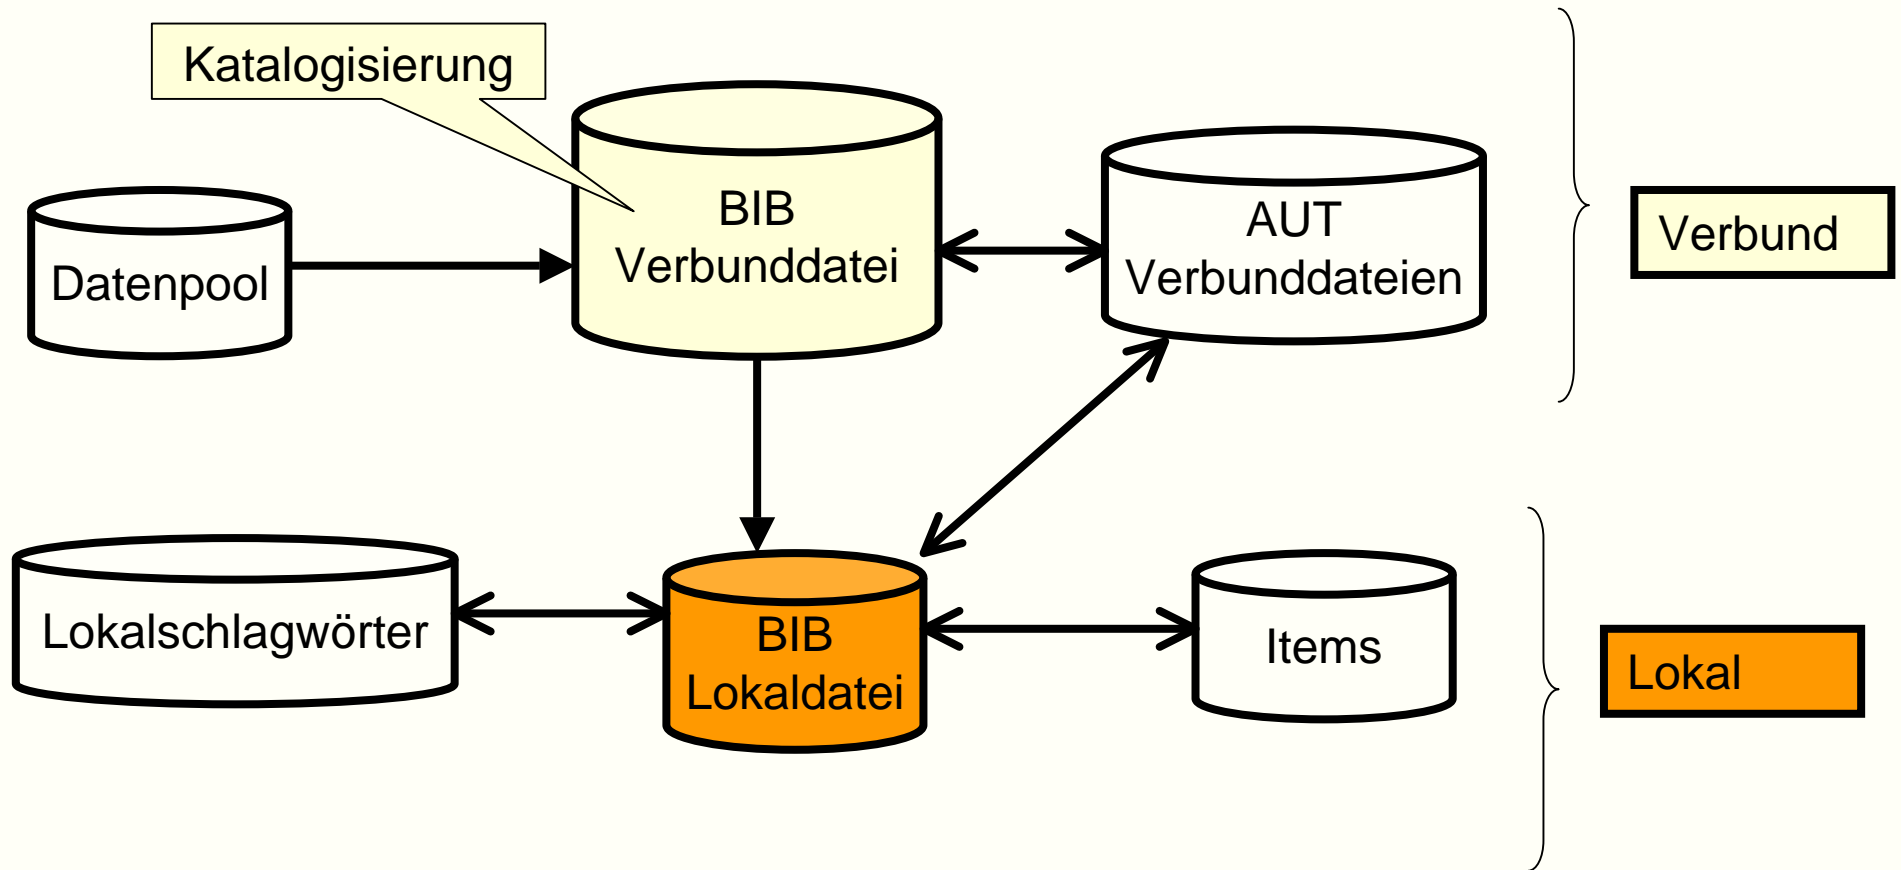 Katalogisierung
Datenpool
BIB
Verbunddatei
AUT
Verbunddateien
Verbund
Lokalschlagwörter
BIB
Lokaldatei
Items
Lokal